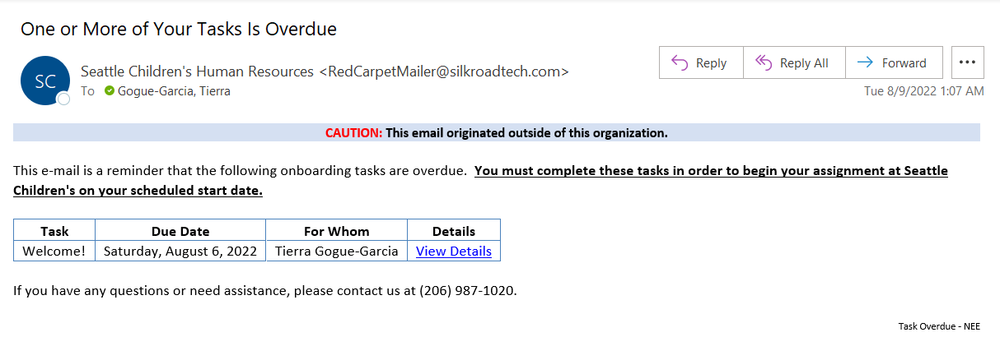 One or More of Your Tasks Is Overdue
SC
Seattle Children's Human Resources <RedCarpetMailer@silkroadtech.com>
To Gogue-Garcia, Tierra
Reply Reply All Forward
Tue 8/9/2022 1:07 AM
CAUTION: This email originated outside of this organization.
This e-mail is a reminder that the following onboarding tasks are overdue. You must complete these tasks in order to begin your assignment at Seattle
Children's on your scheduled start date.
Task Due Date For Whom Details
Welcome! Saturday, August 6, 2022 Tierra Gogue-Garcia View Details
If you have any questions or need assistance, please contact us at (206) 987-1020.
Task Overdue - NEE